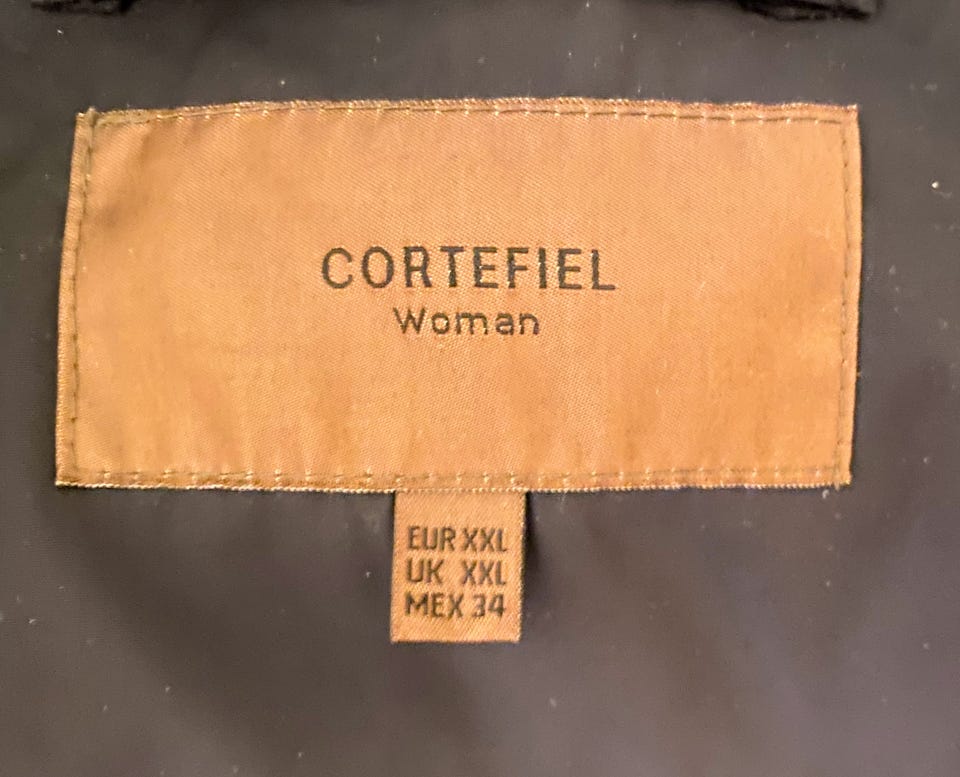 CORTEFIEL
Woman
EUR XXL
UK XXL
MEX 34